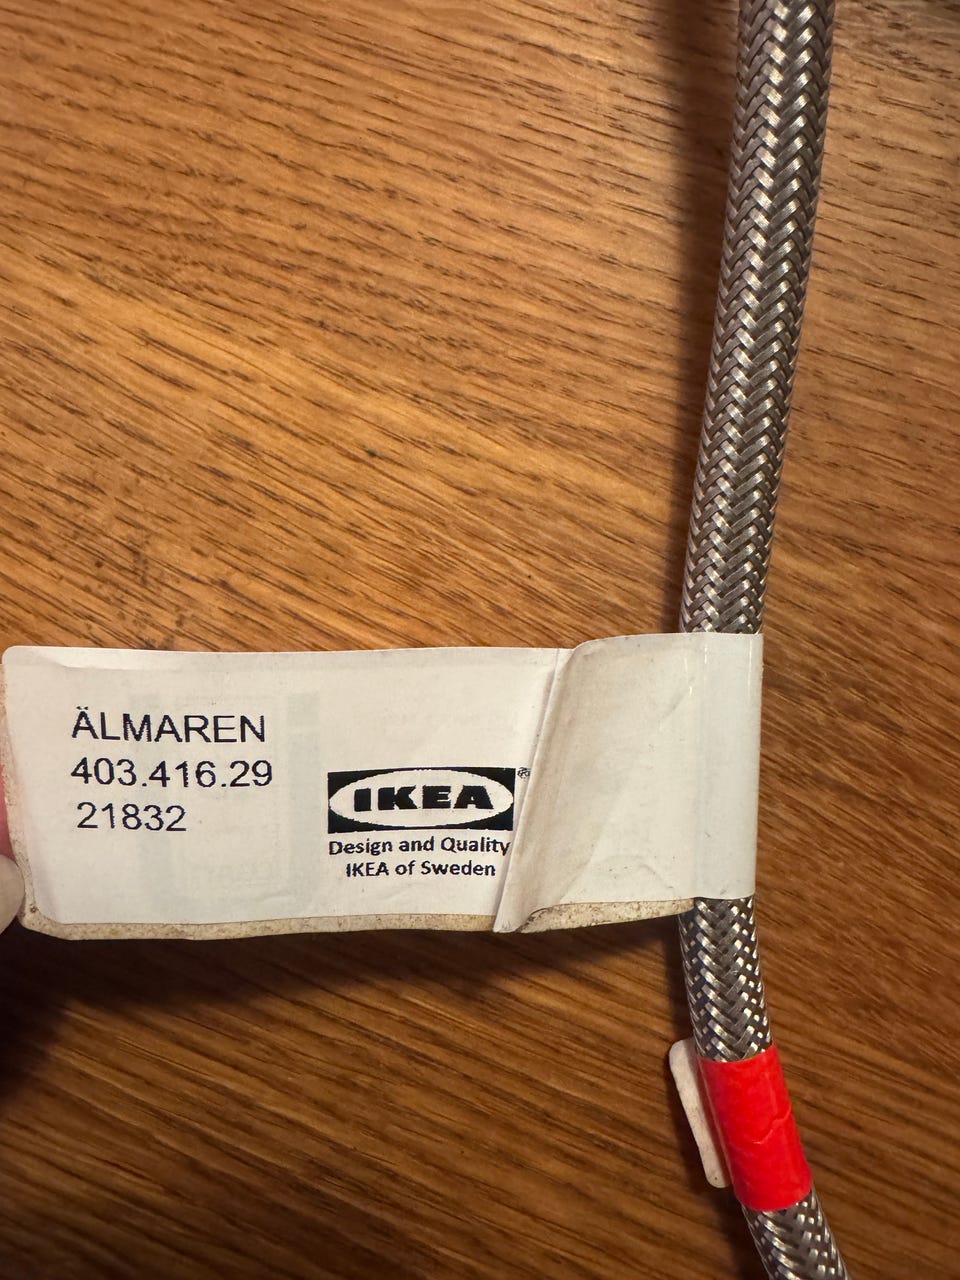 ÄLMAREN
403.416.29
21832
IKEA®
Design and Quality
IKEA of Sweden